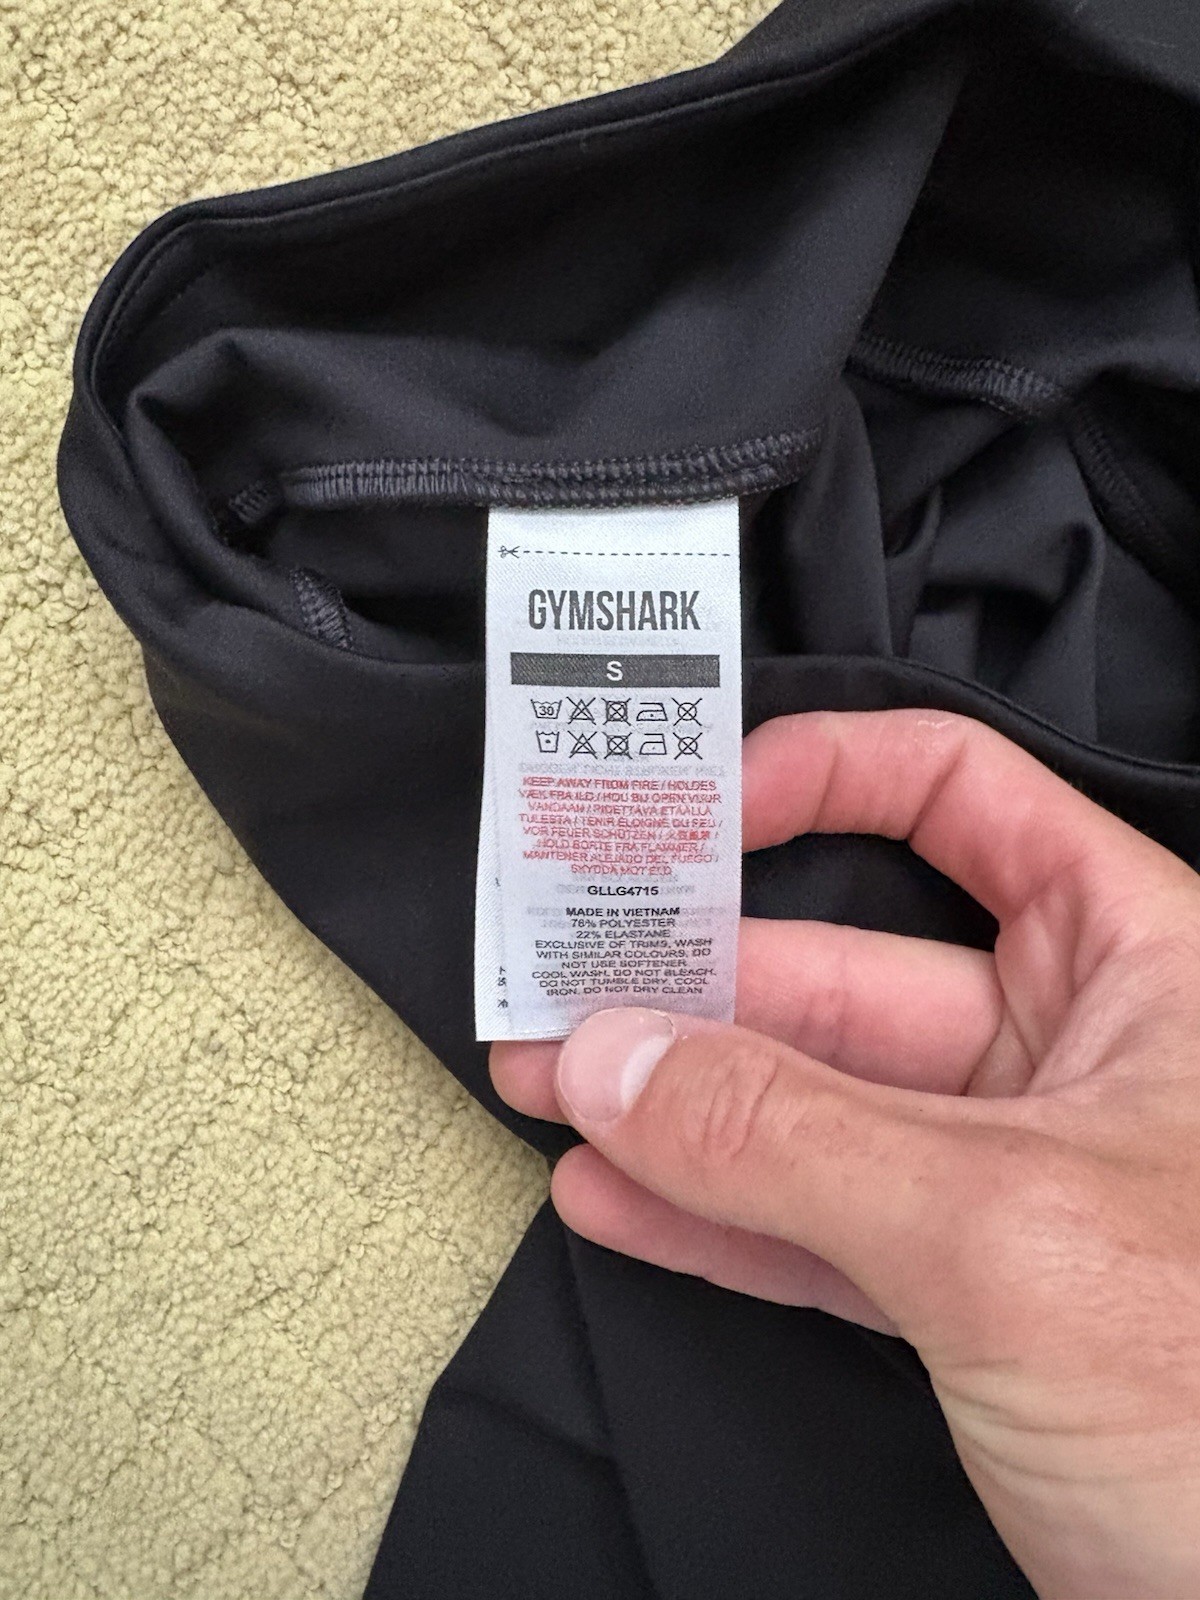 GYMSHARK
S
30
KEEP AWAY FROM FIRE / HOLDES
VÆK FRA ILD / HOU BIJ OPEN VUUR
VANDAAN / PIDETTÄVÄ ETÄÄLLÄ
TULESTA / TENIR ÉLOIGNÉ DU FEU /
VOR FEUER SCHÜTZEN /
HOLD BORTE FRA FLAMMER /
MANTENER ALEJADO DEL FUEGO /
SKYDDA MOT ELD
GLLG4715
MADE IN VIETNAM
78% POLYESTER
22% ELASTANE
EXCLUSIVE OF TRIMS, WASH
WITH SIMILAR COLOURS, DO
NOT USE SOFTENER
COOL WASH, DO NOT BLEACH,
DO NOT TUMBLE DRY, COOL
IRON, DO NOT DRY CLEAN